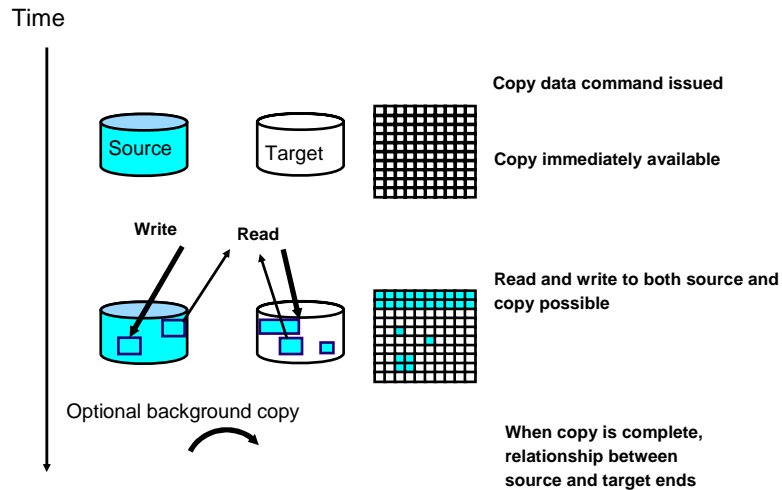 Time
Copy data command issued
Source
Target
Copy immediately available
Write
Read
Read and write to both source and
copy possible
Optional background copy
When copy is complete,
relationship between
source and target ends